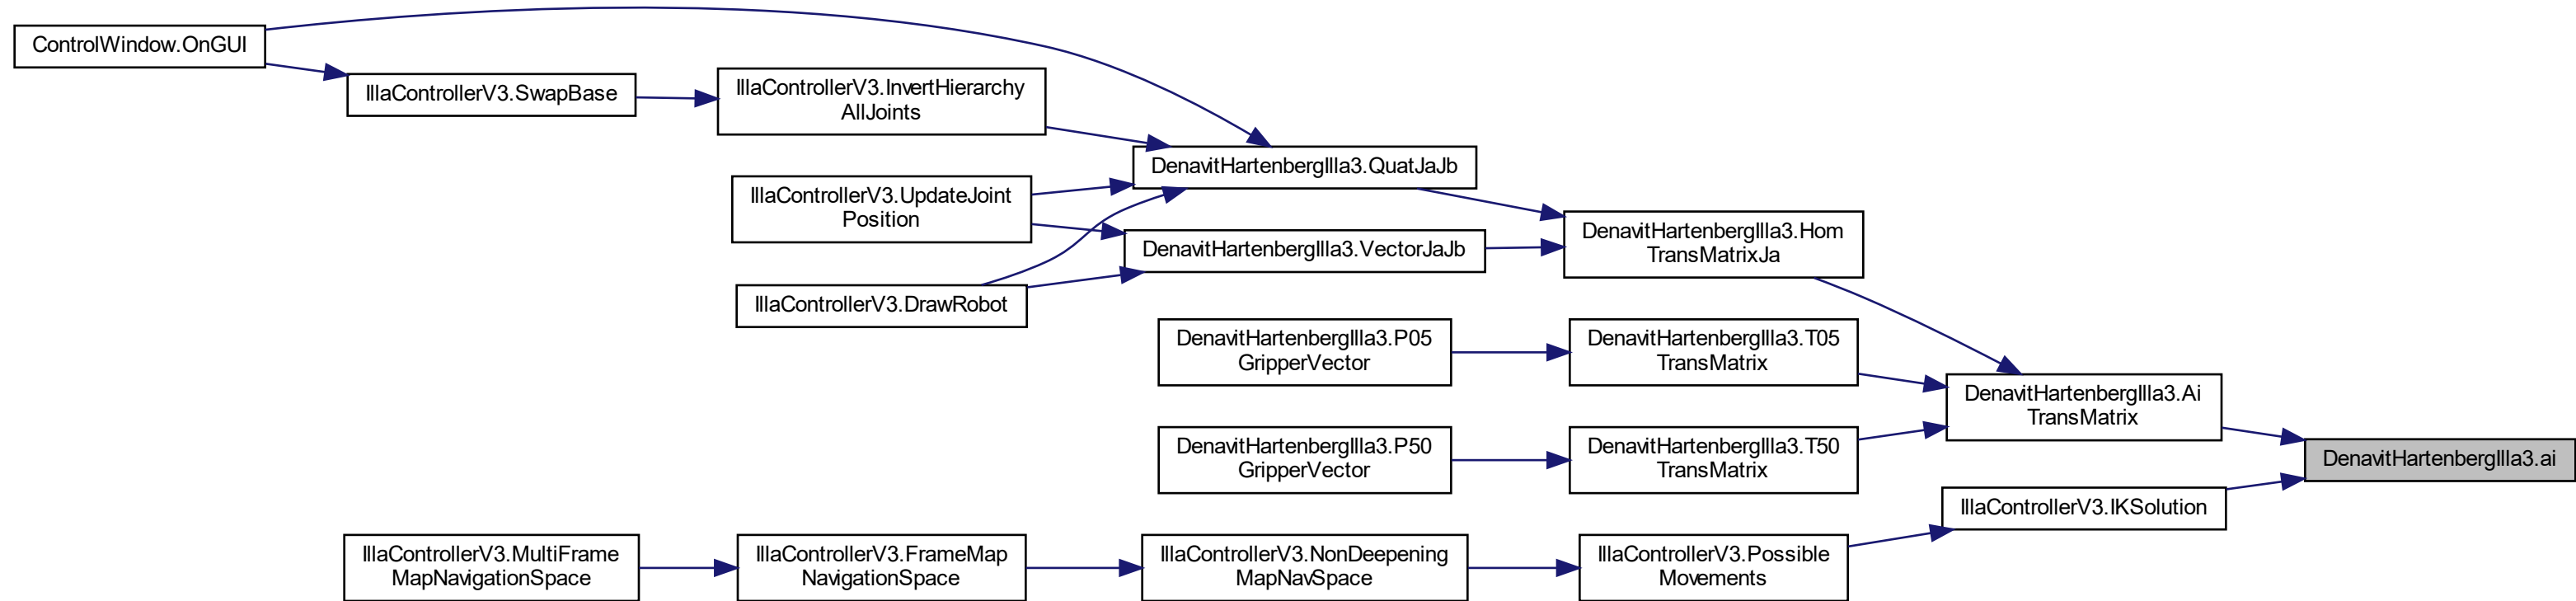 ControlWindow.OnGUI
IllaControllerV3.SwapBase
IllaControllerV3.InvertHierarchy
AllJoints
DenavitHartenbergIlla3.QuatJaJb
IllaControllerV3.UpdateJoint
Position
DenavitHartenbergIlla3.VectorJaJb
DenavitHartenbergIlla3.Hom
TransMatrixJa
IllaControllerV3.DrawRobot
DenavitHartenbergIlla3.P05
GripperVector
DenavitHartenbergIlla3.T05
TransMatrix
DenavitHartenbergIlla3.Ai
TransMatrix
DenavitHartenbergIlla3.P50
GripperVector
DenavitHartenbergIlla3.T50
TransMatrix
DenavitHartenbergIlla3.ai
IllaControllerV3.IKSolution
IllaControllerV3.MultiFrame
MapNavigationSpace
IllaControllerV3.FrameMap
NavigationSpace
IllaControllerV3.NonDeepening
MapNavSpace
IllaControllerV3.Possible
Movements